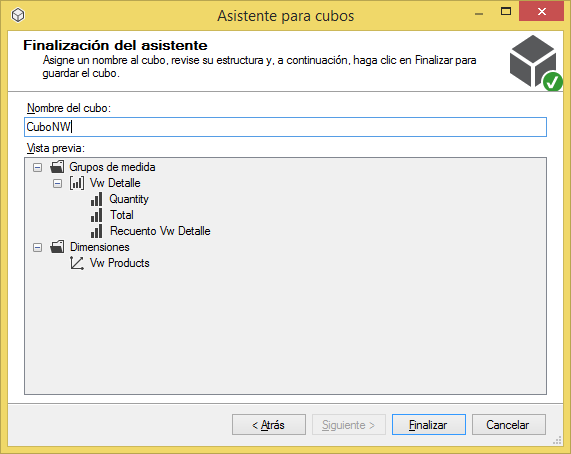 Asistente para cubos
Finalización del asistente
Asigne un nombre al cubo, revise su estructura y, a continuación, haga clic en Finalizar para
guardar el cubo.
Nombre del cubo:
CuboNW
Vista previa:
Grupos de medida
Vw Detalle
Quantity
Total
Recuento Vw Detalle
Dimensiones
Vw Products
< Atrás
Siguiente >
Finalizar
Cancelar